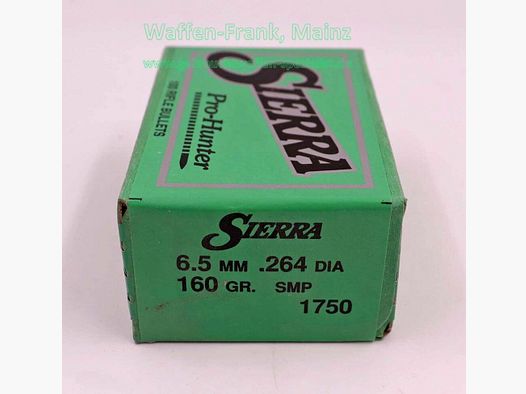 Waffen-Frank, Mainz
SIERRA
Pro-Hunter
100 RIFLE BULLETS
SIERRA
6.5 MM .264 DIA
160 GR. SMP
1750